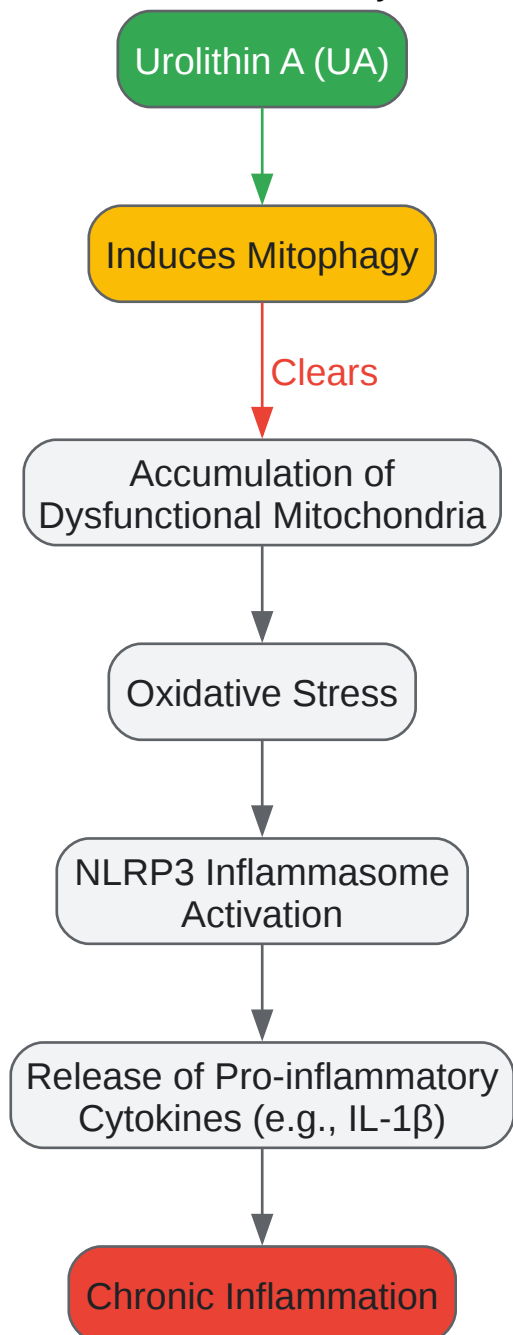 Urolithin A (UA)
Induces Mitophagy
Clears
Accumulation of
Dysfunctional Mitochondria
Oxidative Stress
NLRP3 Inflammasome
Activation
Release of Pro-inflammatory
Cytokines (e.g., IL-1β)
Chronic Inflammation